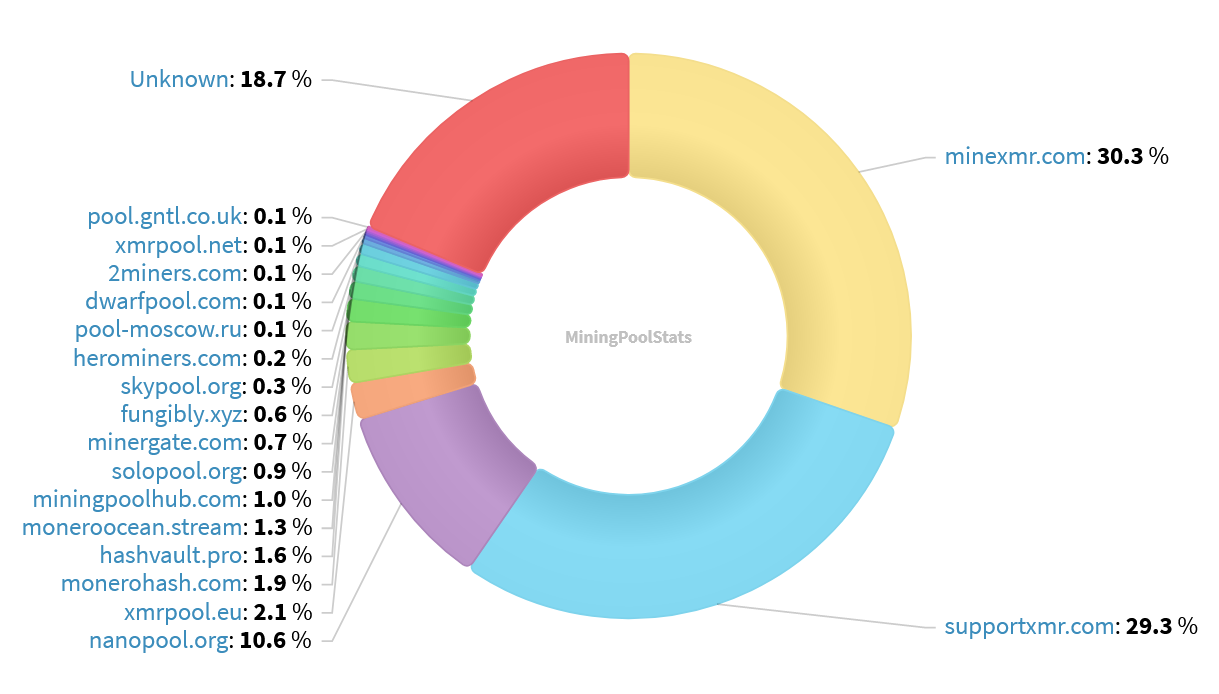 Unknown: 18.7 %
minexmr.com: 30.3 %
pool.gntl.co.uk: 0.1 %
xmrpool.net: 0.1 %
2miners.com: 0.1 %
dwarfpool.com: 0.1 %
pool-moscow.ru: 0.1 %
MiningPoolStats
herominers.com: 0.2 %
skypool.org: 0.3 %
fungibly.xyz: 0.6 %
minergate.com: 0.7 %
solopool.org: 0.9 %
miningpoolhub.com: 1.0 %
moneroocean.stream: 1.3 %
hashvault.pro: 1.6 %
monerohash.com: 1.9 %
xmrpool.eu: 2.1 %
nanopool.org: 10.6 %
supportxmr.com: 29.3 %